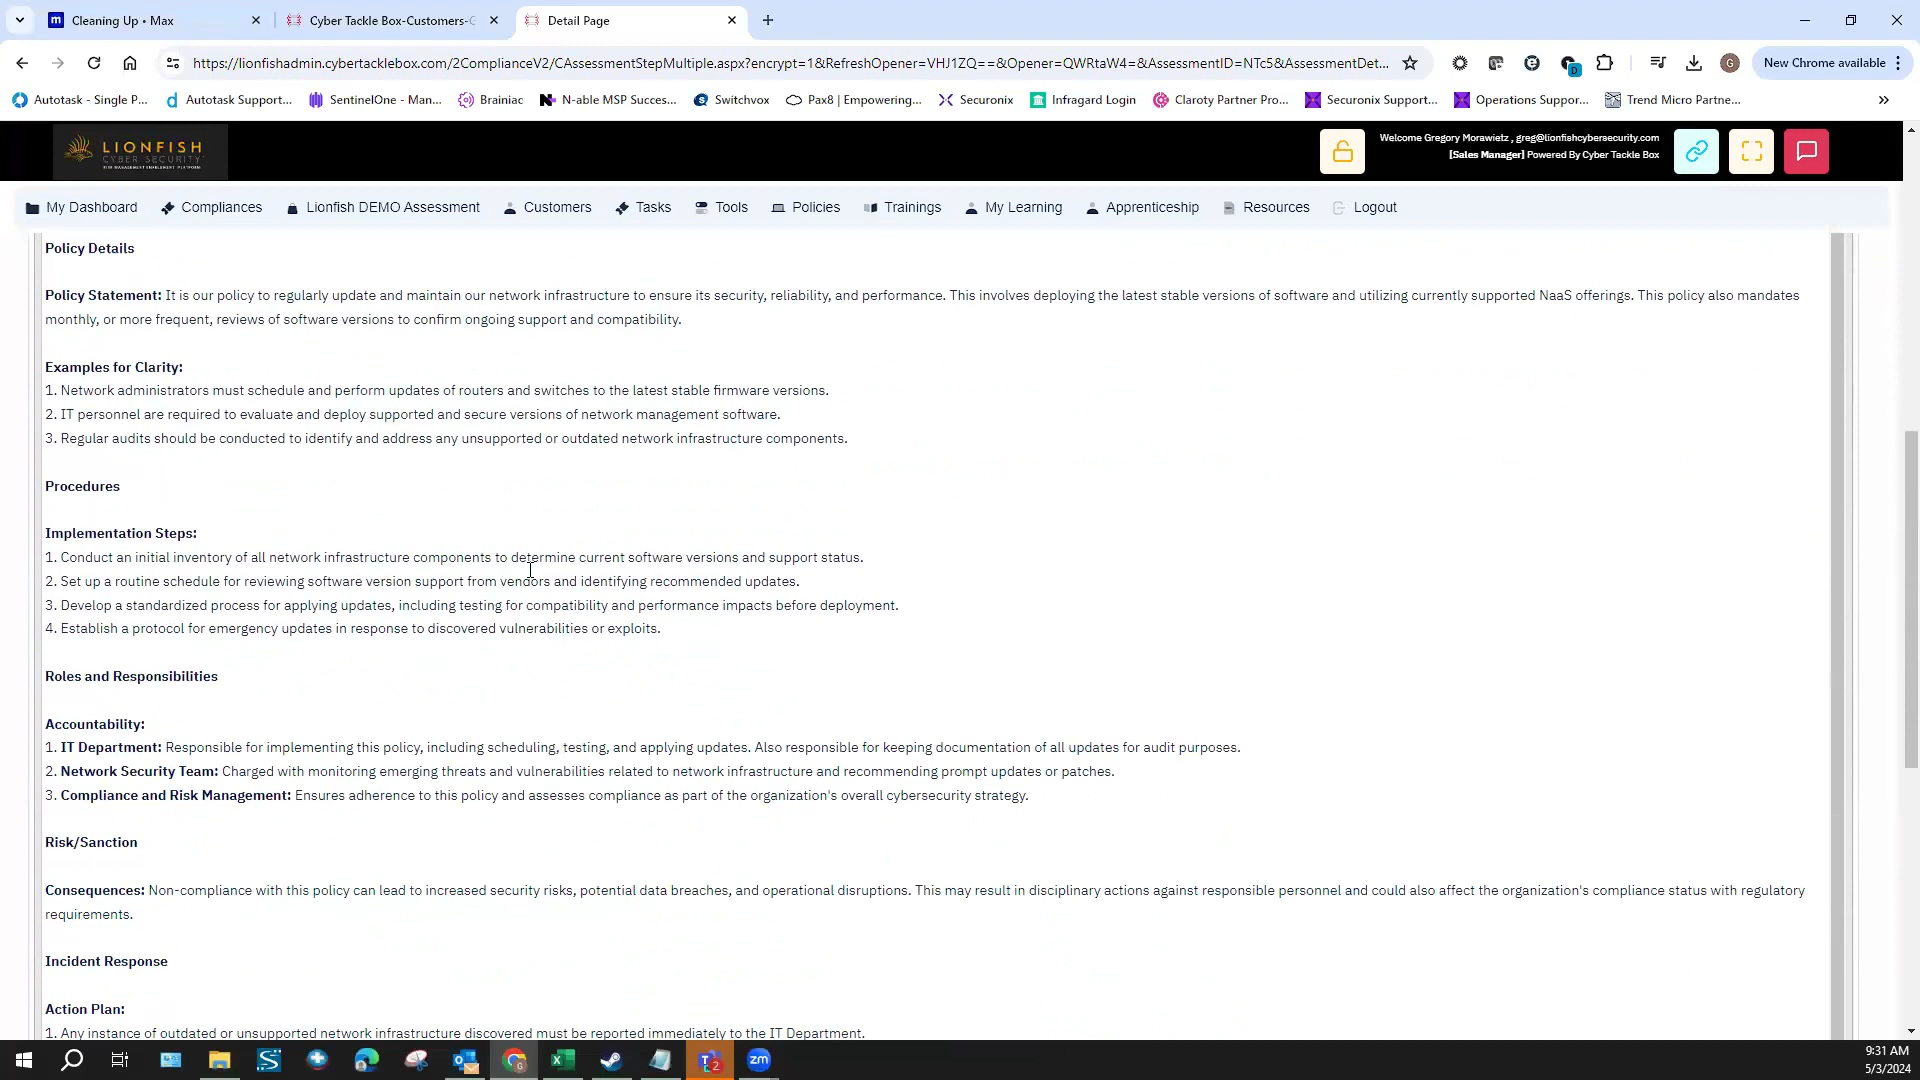 Cleaning Up • Max
Cyber Tackle Box-Customers-C
Detail Page
https://lionfishadmin.cybertacklebox.com/2ComplianceV2/CAssessmentStepMultiple.aspx?encrypt=1&RefreshOpener=VHJ1ZQ==&Opener=QWRtaW4=&AssessmentID=NTc5&AssessmentDet...
New Chrome available
Autotask - Single P...
Autotask Support...
SentinelOne - Man...
Brainiac
N-able MSP Succes...
Switchvox
Pax8 | Empowering...
Securonix
Infragard Login
Claroty Partner Pro...
Securonix Support...
Operations Suppor...
Trend Micro Partne...
LIONFISH
CYBER SECURITY
Welcome Gregory Morawietz , greg@lionfishcybersecurity.com
[Sales Manager] Powered By Cyber Tackle Box
My Dashboard
Compliances
Lionfish DEMO Assessment
Customers
Tasks
Tools
Policies
Trainings
My Learning
Apprenticeship
Resources
Logout
Policy Details
Policy Statement: It is our policy to regularly update and maintain our network infrastructure to ensure its security, reliability, and performance. This involves deploying the latest stable versions of software and utilizing currently supported NaaS offerings. This policy also mandates
monthly, or more frequent, reviews of software versions to confirm ongoing support and compatibility.
Examples for Clarity:
1. Network administrators must schedule and perform updates of routers and switches to the latest stable firmware versions.
2. IT personnel are required to evaluate and deploy supported and secure versions of network management software.
3. Regular audits should be conducted to identify and address any unsupported or outdated network infrastructure components.
Procedures
Implementation Steps:
1. Conduct an initial inventory of all network infrastructure components to determine current software versions and support status.
2. Set up a routine schedule for reviewing software version support from vendors and identifying recommended updates.
3. Develop a standardized process for applying updates, including testing for compatibility and performance impacts before deployment.
4. Establish a protocol for emergency updates in response to discovered vulnerabilities or exploits.
Roles and Responsibilities
Accountability:
1. IT Department: Responsible for implementing this policy, including scheduling, testing, and applying updates. Also responsible for keeping documentation of all updates for audit purposes.
2. Network Security Team: Charged with monitoring emerging threats and vulnerabilities related to network infrastructure and recommending prompt updates or patches.
3. Compliance and Risk Management: Ensures adherence to this policy and assesses compliance as part of the organization's overall cybersecurity strategy.
Risk/Sanction
Consequences: Non-compliance with this policy can lead to increased security risks, potential data breaches, and operational disruptions. This may result in disciplinary actions against responsible personnel and could also affect the organization's compliance status with regulatory
requirements.
Incident Response
Action Plan:
1. Any instance of outdated or unsupported network infrastructure discovered must be reported immediately to the IT Department.
9:31 AM
5/3/2024